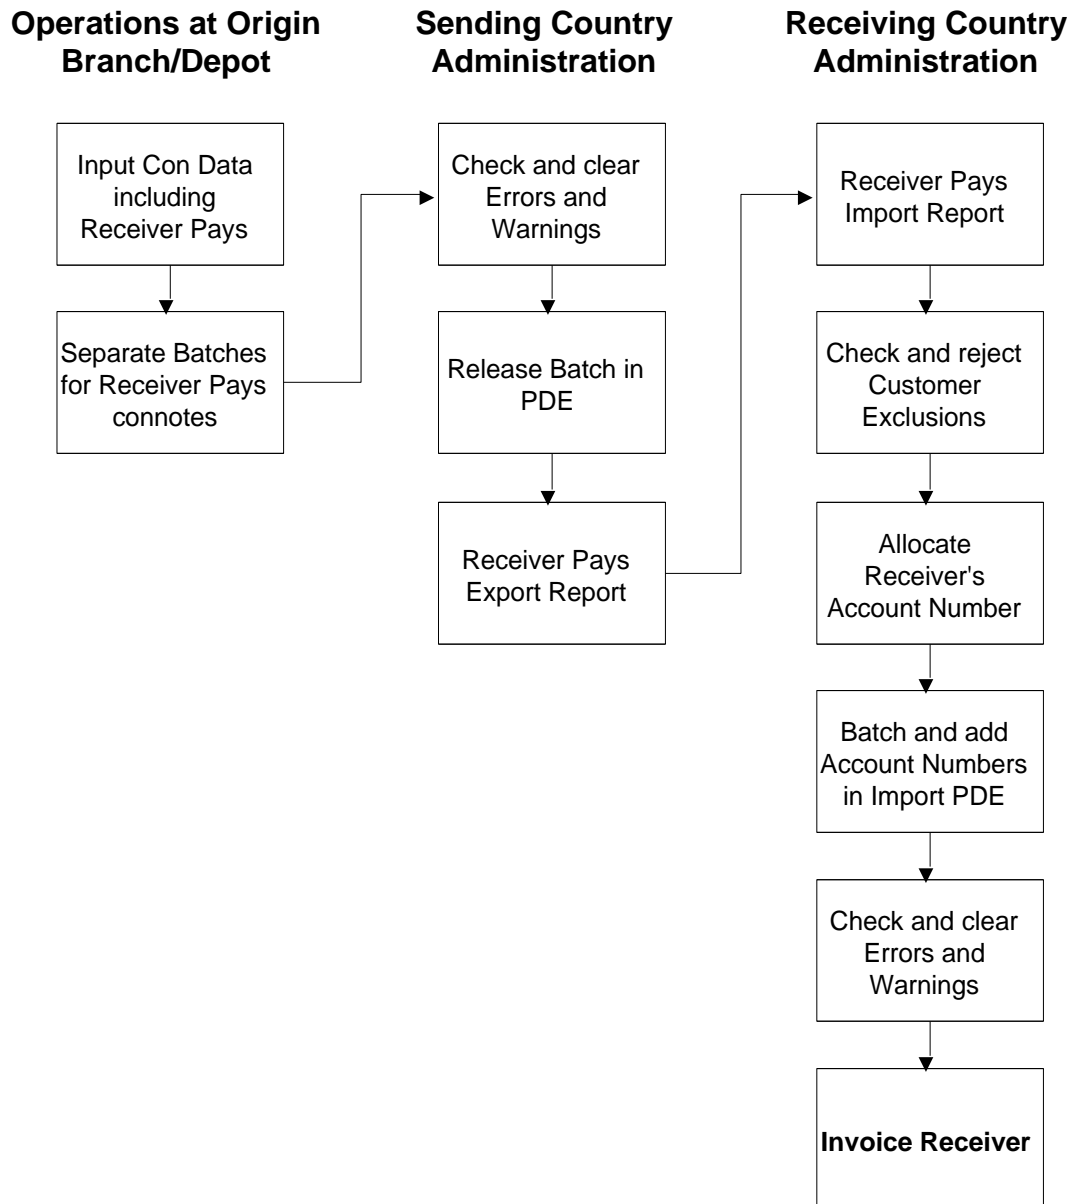 Operations at Origin
Branch/Depot
Sending Country
Administration
Receiving Country
Administration
Input Con Data
including
Receiver Pays
Separate Batches
for Receiver Pays
connotes
Check and clear
Errors and
Warnings
Release Batch in
PDE
Receiver Pays
Export Report
Receiver Pays
Import Report
Check and reject
Customer
Exclusions
Allocate
Receiver's
Account Number
Batch and add
Account Numbers
in Import PDE
Check and clear
Errors and
Warnings
Invoice Receiver